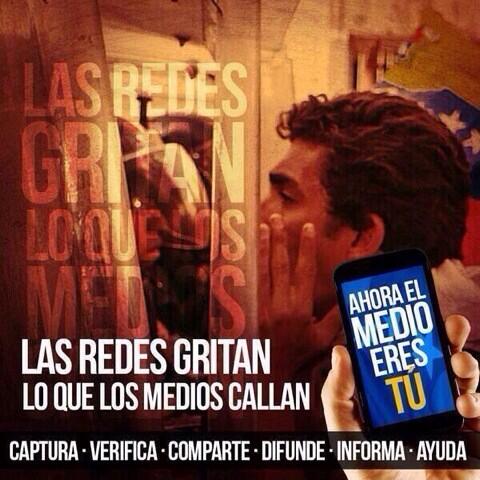 LAS REDES
GRITAN
LO QUE LOS
MEDIOS
LAS REDES GRITAN
LO QUE LOS MEDIOS CALLAN
AHORA EL
MEDIO
ERES
TÚ
CAPTURA · VERIFICA · COMPARTE · DIFUNDE · INFORMA · AYUDA